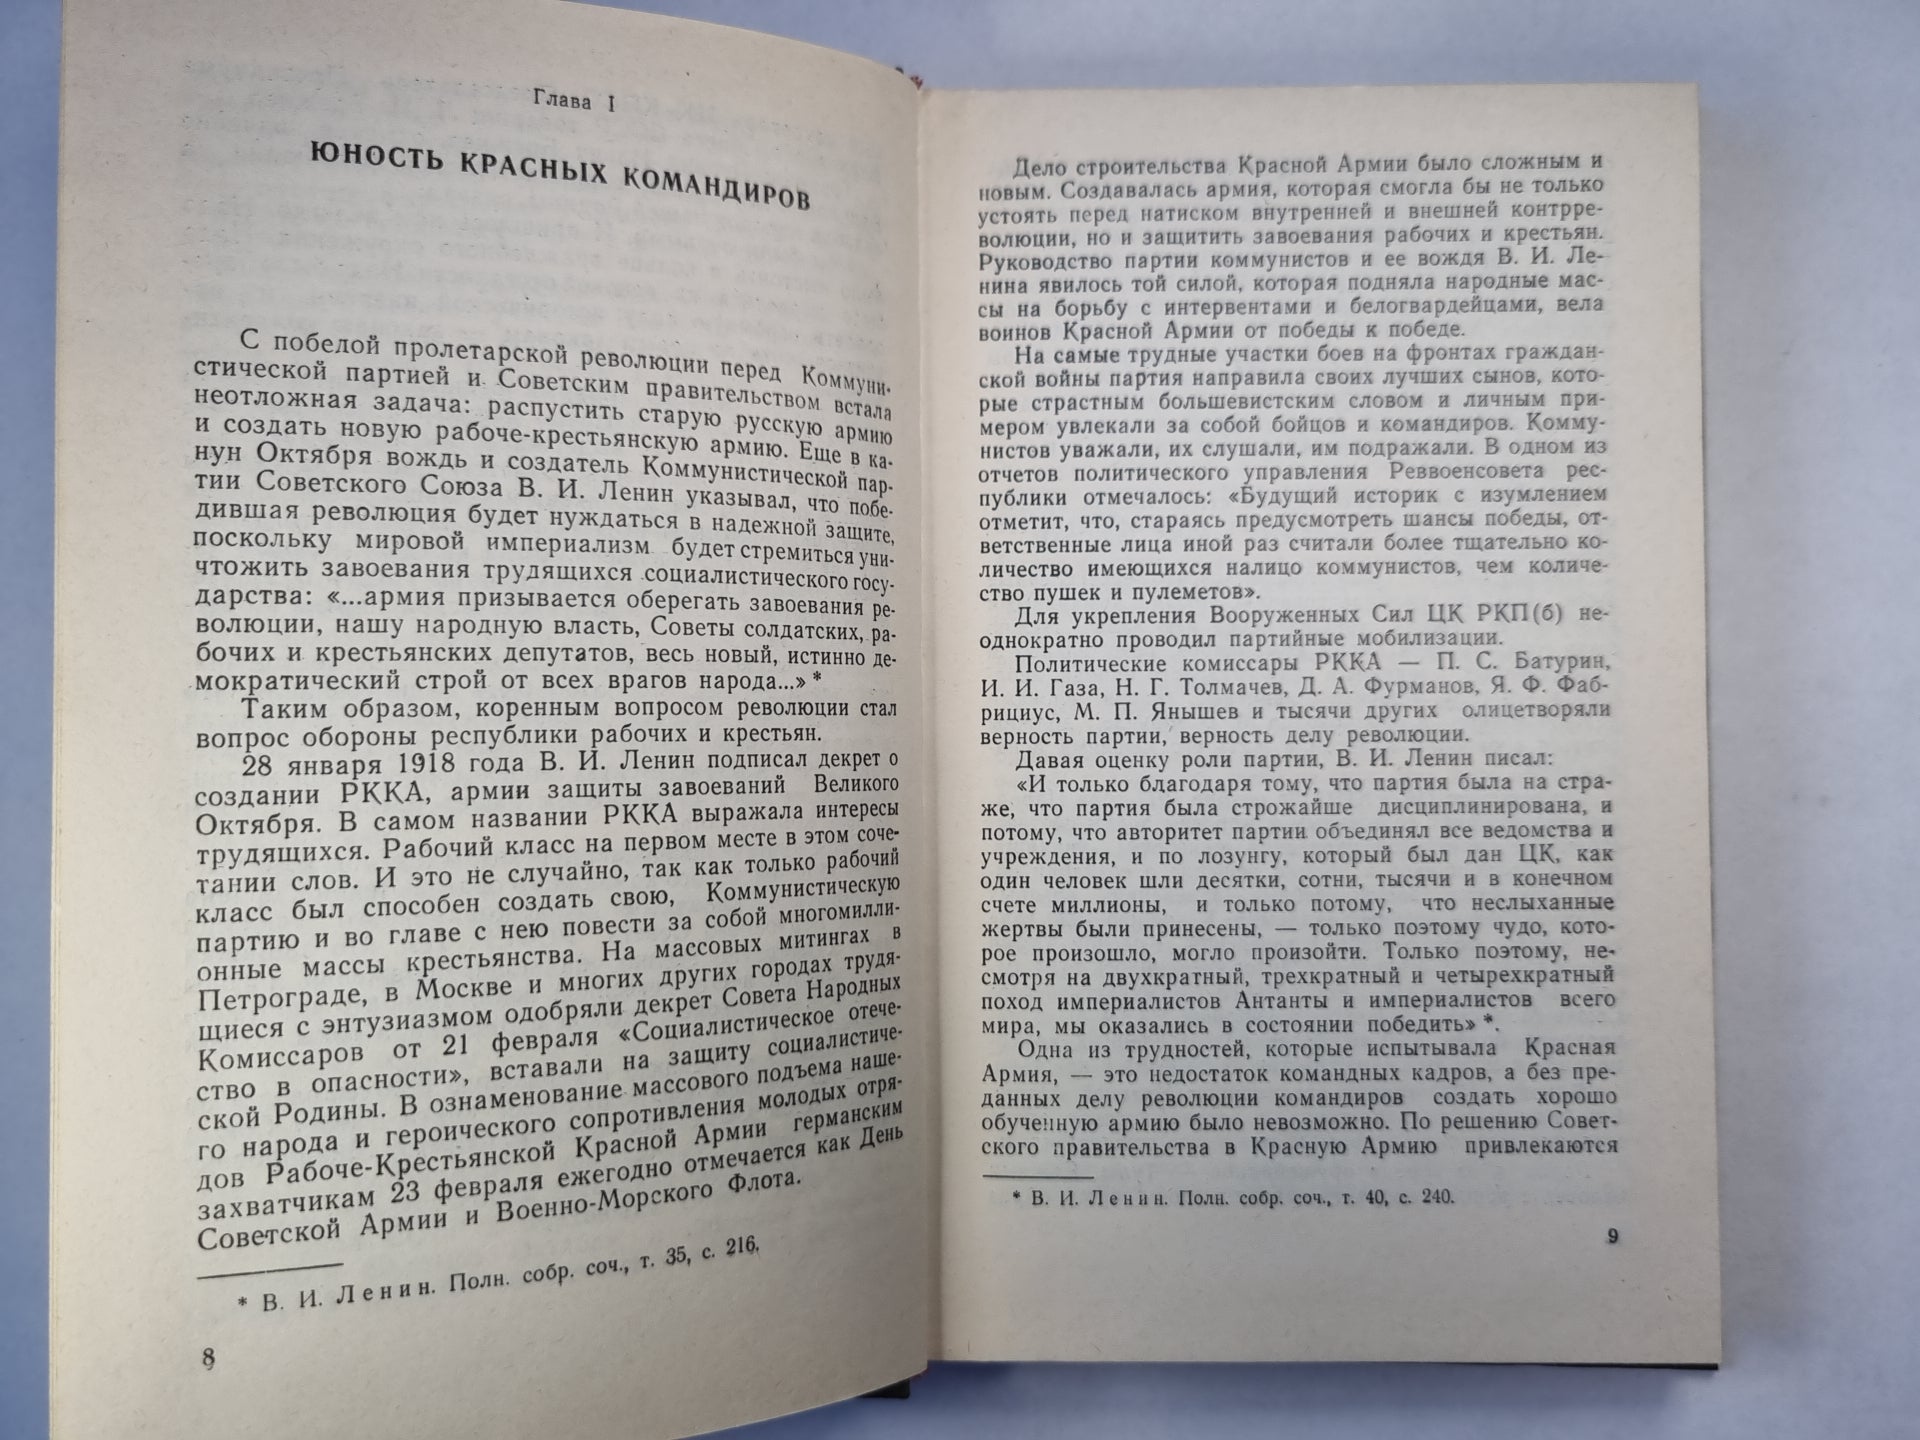 Глава I
ЮНОСТЬ КРАСНЫХ КОМАНДИРОВ
С победой пролетарской революции перед Коммуни-
стической партией и Советским правительством встала
неотложная задача: распустить старую русскую армию
и создать новую рабоче-крестьянскую армию. Еще в ка-
нун Октября вождь и создатель Коммунистической пар-
тии Советского Союза В. И. Ленин указывал, что побе-
дившая революция будет нуждаться в надежной защите,
поскольку мировой империализм будет стремиться уни-
чтожить завоевания трудящихся социалистического госу-
дарства: «...армия призывается оберегать завоевания ре-
волюции, нашу народную власть, Советы солдатских, ра-
бочих и крестьянских депутатов, весь новый, истинно де-
мократический строй от всех врагов народа...» *
Таким образом, коренным вопросом революции стал
вопрос обороны республики рабочих и крестьян.
28 января 1918 года В. И. Ленин подписал декрет о
создании РККА, армии защиты завоеваний Великого
Октября. В самом названии РККА выражала интересы
трудящихся. Рабочий класс на первом месте в этом соче-
тании слов. И это не случайно, так как только рабочий
класс был способен создать свою, Коммунистическую
партию и во главе с нею повести за собой многомилли-
онные массы крестьянства. На массовых митингах в
Петрограде, в Москве и многих других городах трудя-
щиеся с энтузиазмом одобряли декрет Совета Народных
Комиссаров от 21 февраля «Социалистическое отече-
ство в опасности», вставали на защиту социалистиче-
ской Родины. В ознаменование массового подъема наше-
го народа и героического сопротивления молодых отря-
дов Рабоче-Крестьянской Красной Армии германским
захватчикам 23 февраля ежегодно отмечается как День
Советской Армии и Военно-Морского Флота.
* В. И. Ленин. Полн. собр. соч., т. 35, с. 216.
8
Дело строительства Красной Армии было сложным и
новым. Создавалась армия, которая смогла бы не только
устоять перед натиском внутренней и внешней контрре-
волюции, но и защитить завоевания рабочих и крестьян.
Руководство партии коммунистов и ее вождя В. И. Ле-
нина явилось той силой, которая подняла народные мас-
сы на борьбу с интервентами и белогвардейцами, вела
воинов Красной Армии от победы к победе.
На самые трудные участки боев на фронтах граждан-
ской войны партия направила своих лучших сынов, кото-
рые страстным большевистским словом и личным при-
мером увлекали за собой бойцов и командиров. Комму-
нистов уважали, их слушали, им подражали. В одном из
отчетов политического управления Реввоенсовета рес-
публики отмечалось: «Будущий историк с изумлением
отметит, что, стараясь предусмотреть шансы победы, от-
ветственные лица иной раз считали более тщательно ко-
личество имеющихся налицо коммунистов, чем количе-
ство пушек и пулеметов».
Для укрепления Вооруженных Сил ЦК РКП(б) не-
однократно проводил партийные мобилизации.
Политические комиссары РККА — П. С. Батурин,
И. И. Газа, Н. Г. Толмачев, Д. А. Фурманов, Я. Ф. Фаб-
рициус, М. П. Янышев и тысячи других олицетворяли
верность партии, верность делу революции.
Давая оценку роли партии, В. И. Ленин писал:
«И только благодаря тому, что партия была на стра-
же, что партия была строжайше дисциплинирована, и
потому, что авторитет партии объединял все ведомства и
учреждения, и по лозунгу, который был дан ЦК, как
один человек шли десятки, сотни, тысячи и в конечном
счете миллионы, и только потому, что неслыханные
жертвы были принесены, — только поэтому чудо, кото-
рое произошло, могло произойти. Только поэтому, не-
смотря на двухкратный, трехкратный и четырехкратный
поход империалистов Антанты и империалистов всего
мира, мы оказались в состоянии победить» *.
Одна из трудностей, которые испытывала Красная
Армия, — это недостаток командных кадров, а без пре-
данных делу революции командиров создать хорошо
обученную армию было невозможно. По решению Совет-
ского правительства в Красную Армию привлекаются
* В. И. Ленин. Полн. собр. соч., т. 40, с. 240.
9